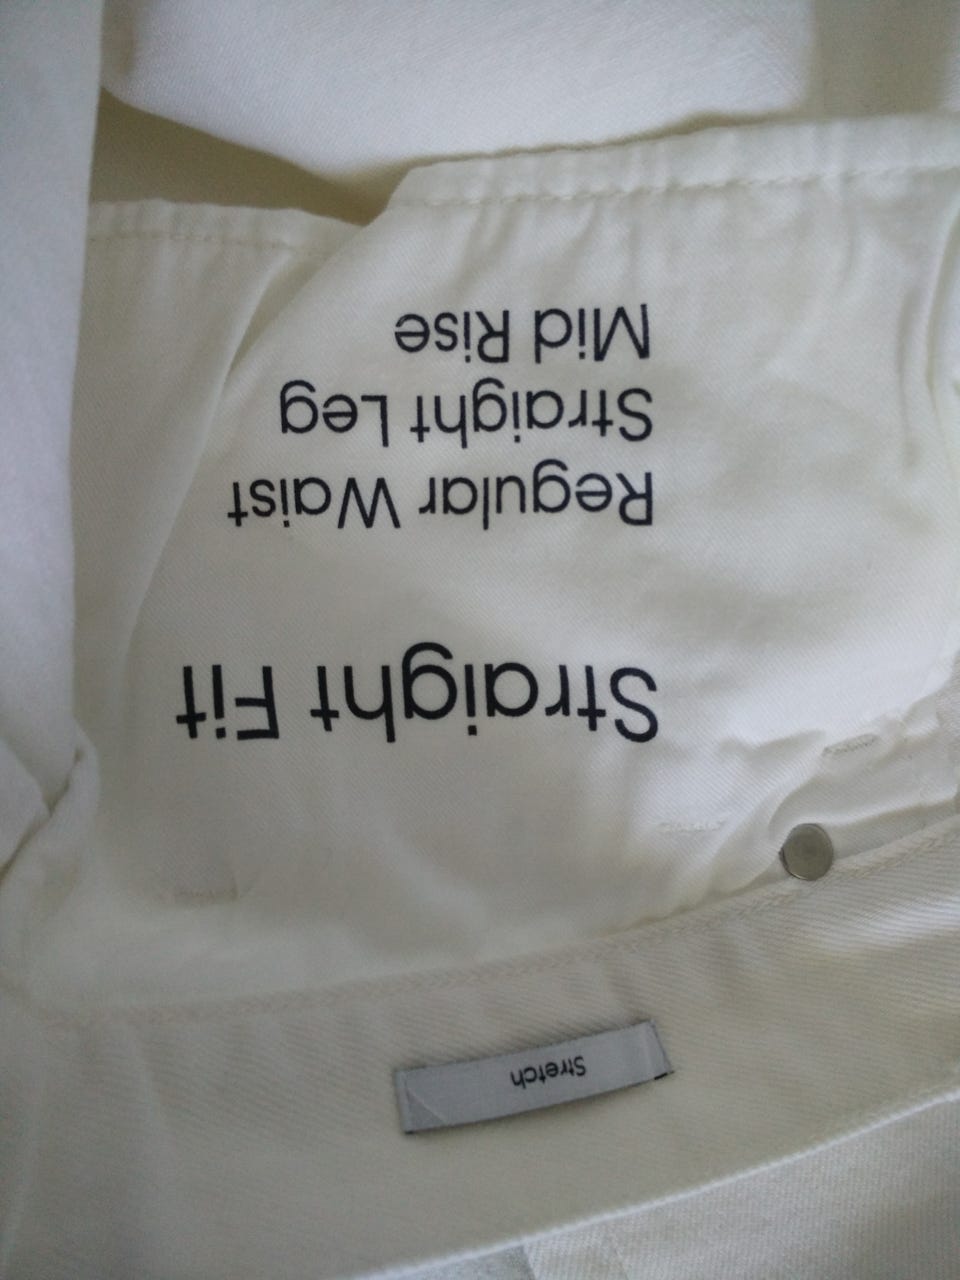 Stretch
Straight Fit
Regular Waist
Straight Leg
Mid Rise